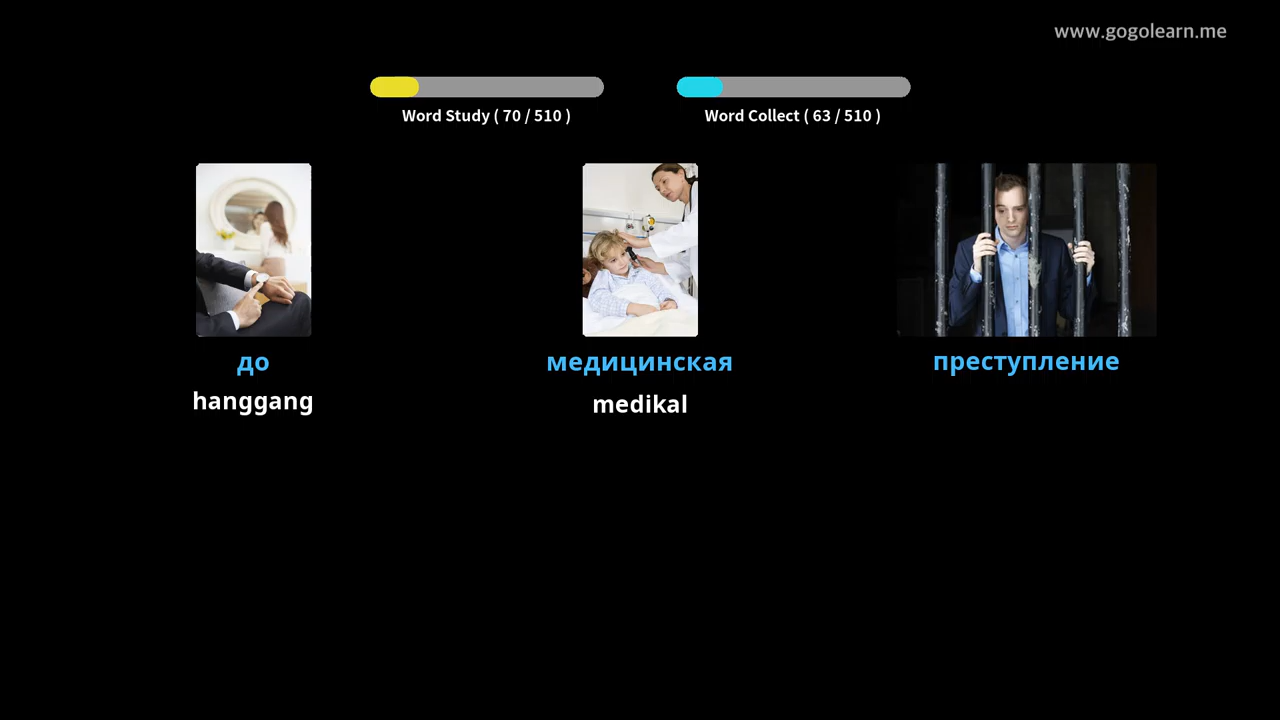 www.gogolearn.me
Word Study ( 70 / 510 )
Word Collect ( 63 / 510 )
до
медицинская
преступление
hanggang
medikal